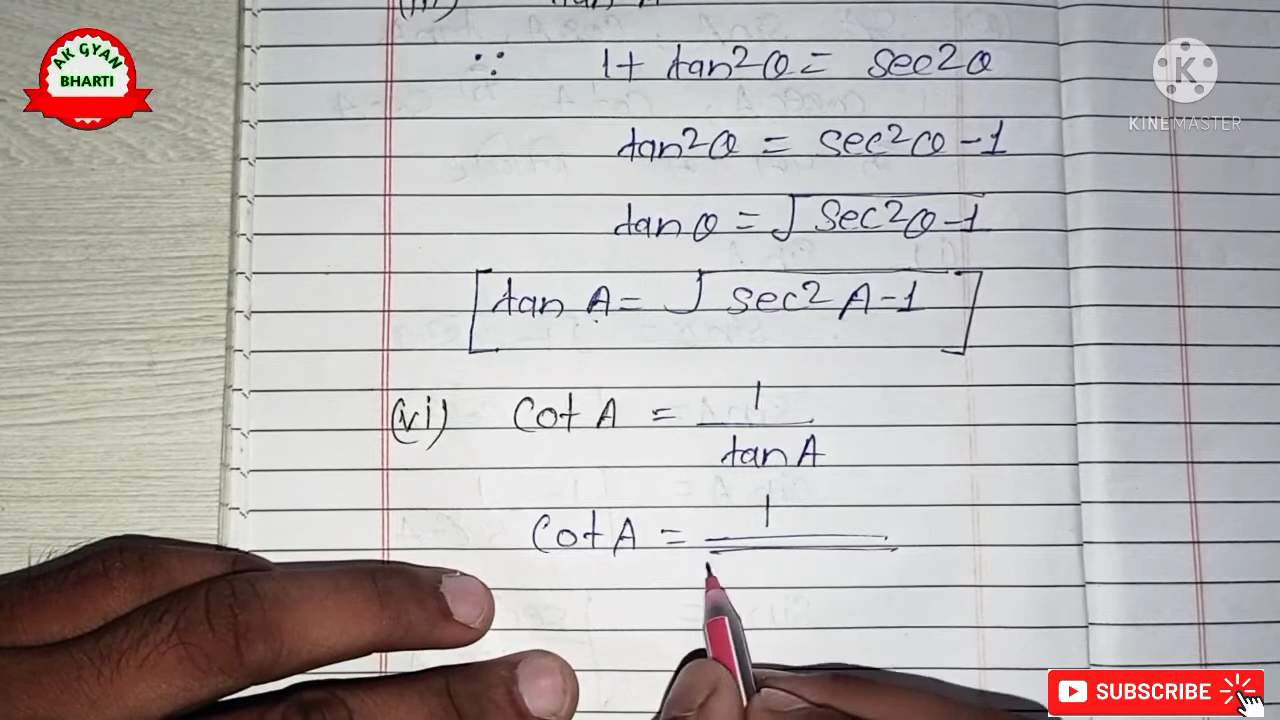 AK GYAN
BHARTI
KINEMASTER
∵ 1 + tan²θ = sec²θ
tan²θ = sec²θ - 1
tan θ = √sec²θ - 1
[tan A = √sec² A - 1]
(vi) Cot A = 1/tan A
Cot A = 1/
SUBSCRIBE